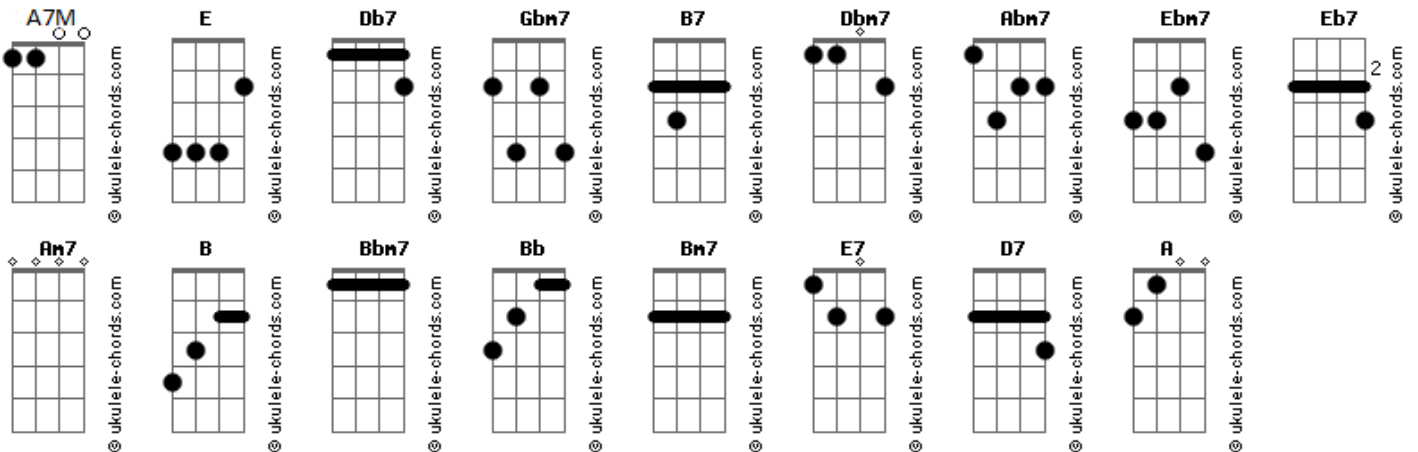 A7M E Db7 Gbm7 B7 Dbm7 Abm7 Ebm7 Eb7
2
© ukulele-chords.com © ukulele-chords.com © ukulele-chords.com © ukulele-chords.com © ukulele-chords.com © ukulele-chords.com © ukulele-chords.com © ukulele-chords.com © ukulele-chords.com
Am7 B Bbm7 Bb Bm7 E7 D7 A
© ukulele-chords.com © ukulele-chords.com © ukulele-chords.com © ukulele-chords.com © ukulele-chords.com © ukulele-chords.com © ukulele-chords.com © ukulele-chords.com